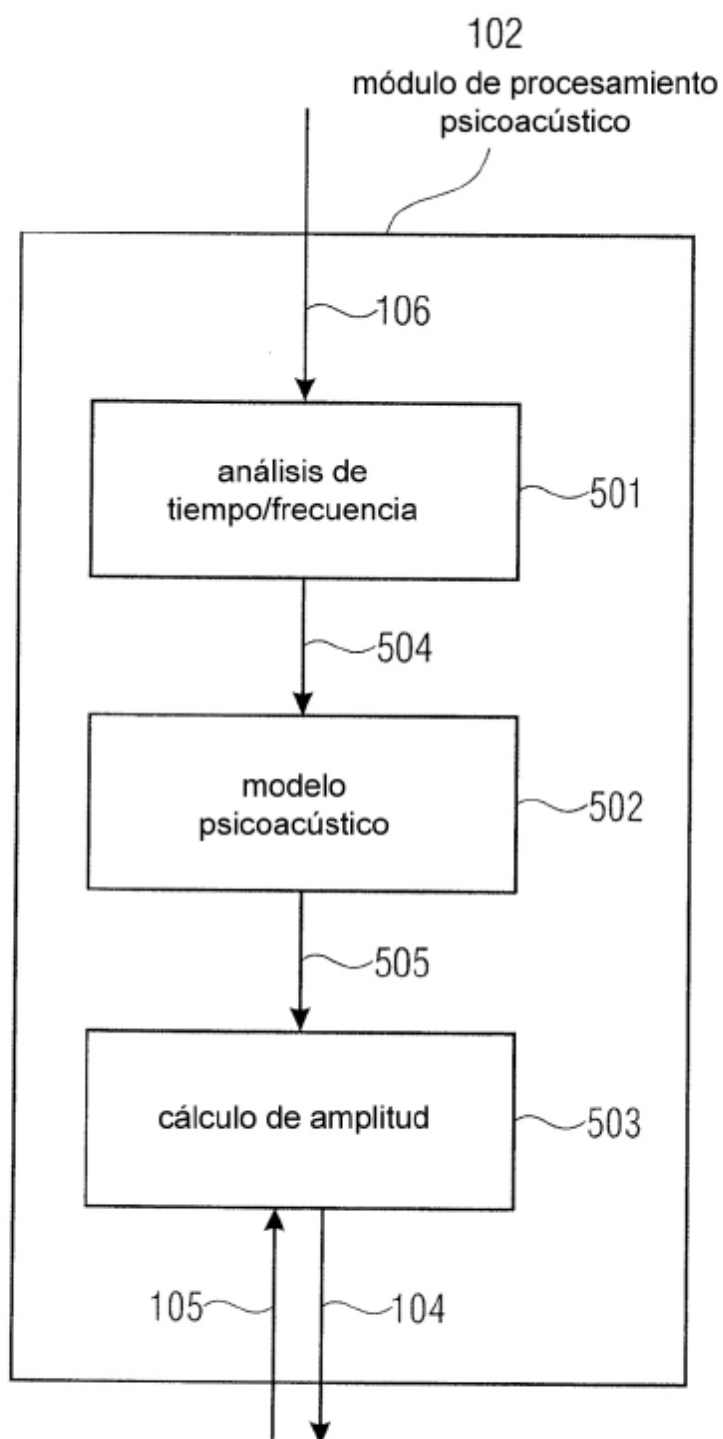 102
módulo de procesamiento
psicoacústico
106
análisis de
tiempo/frecuencia
501
504
modelo
psicoacústico
502
505
cálculo de amplitud
503
105
104